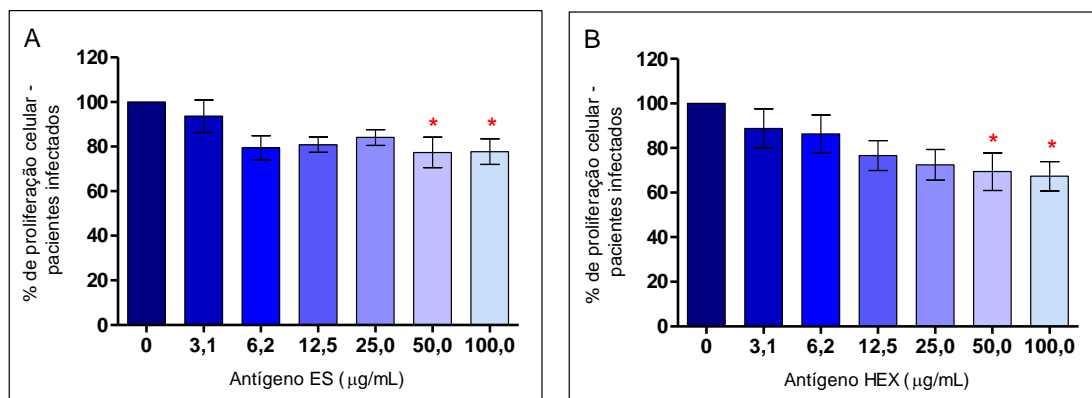 A
% de proliferação celular -
pacientes infectados
120
100
80
60
40
20
0
* *
0 3,1 6,2 12,5 25,0 50,0 100,0
Antígeno ES ( μg/mL)
B
% de proliferação celular -
pacientes infectados
120
100
80
60
40
20
0
* *
0 3,1 6,2 12,5 25,0 50,0 100,0
Antígeno HEX ( μg/mL)